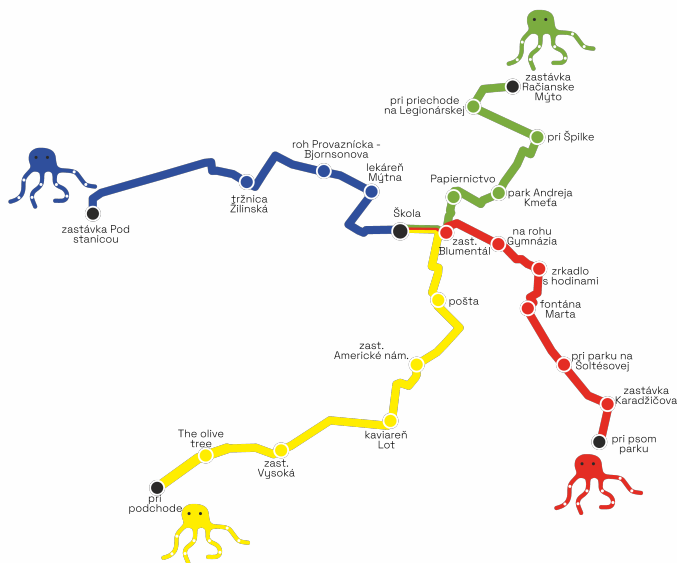 zastávka
Račianske
Mýto
pri priechode
na Legionárskej
pri Špilke
roh Provaznícka -
Bjornsonova
lekáreň
Mýtna
Papiernictvo
park Andreja
Kmeťa
tržnica
Žilinská
Škola
zastávka Pod
stanicou
zast.
Blumentál
na rohu
Gymnázia
zrkadlo
s hodinami
pošta
fontána
Marta
zast.
Americké nám.
pri parku na
Šoltésovej
zastávka
Karadžičova
The olive
tree
kaviareň
Lot
pri psom
parku
zast.
Vysoká
pri
podchode